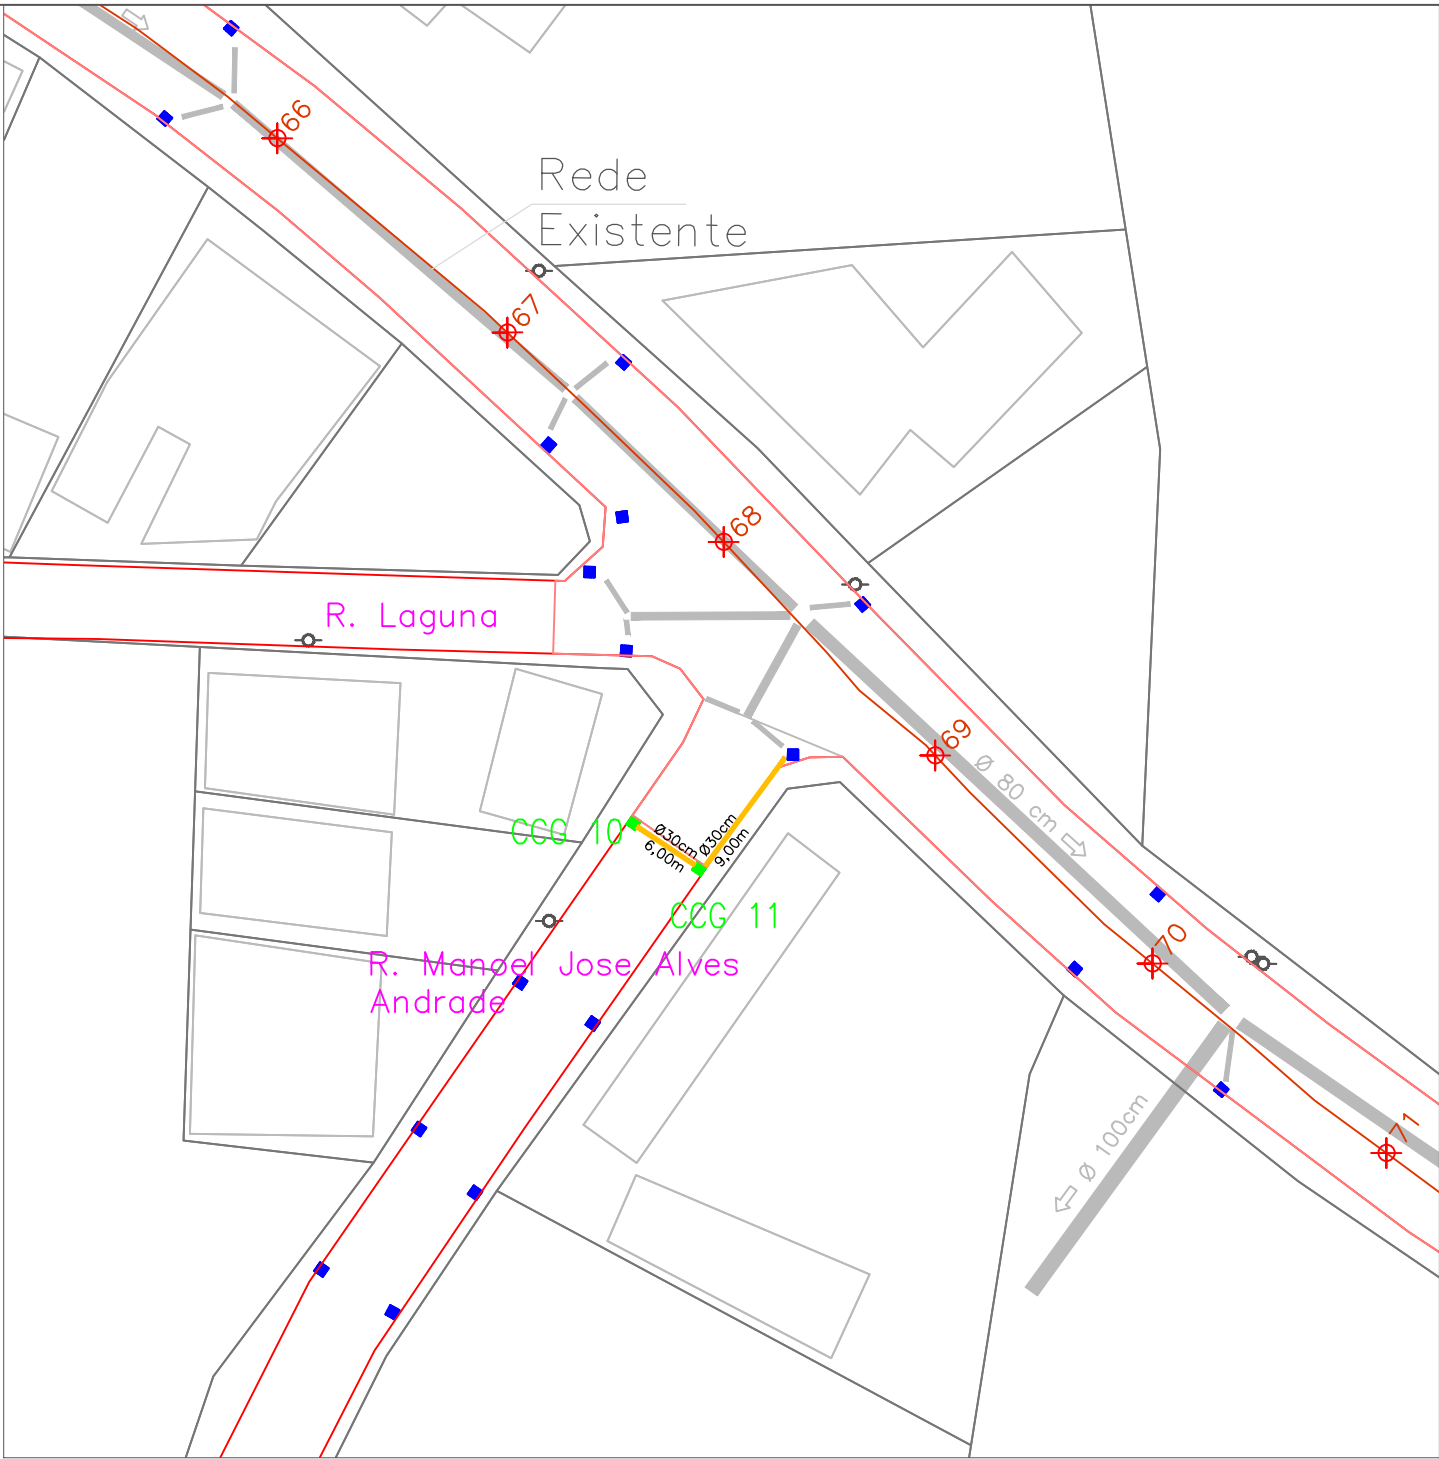 66
Rede
Existente
67
68
R. Laguna
69
Ø 80 cm
CCG 10
Ø30cm
6,00m
Ø30cm
9,00m
CCG 11
70
R. Manoel Jose Alves
Andrade
Ø 100cm
71